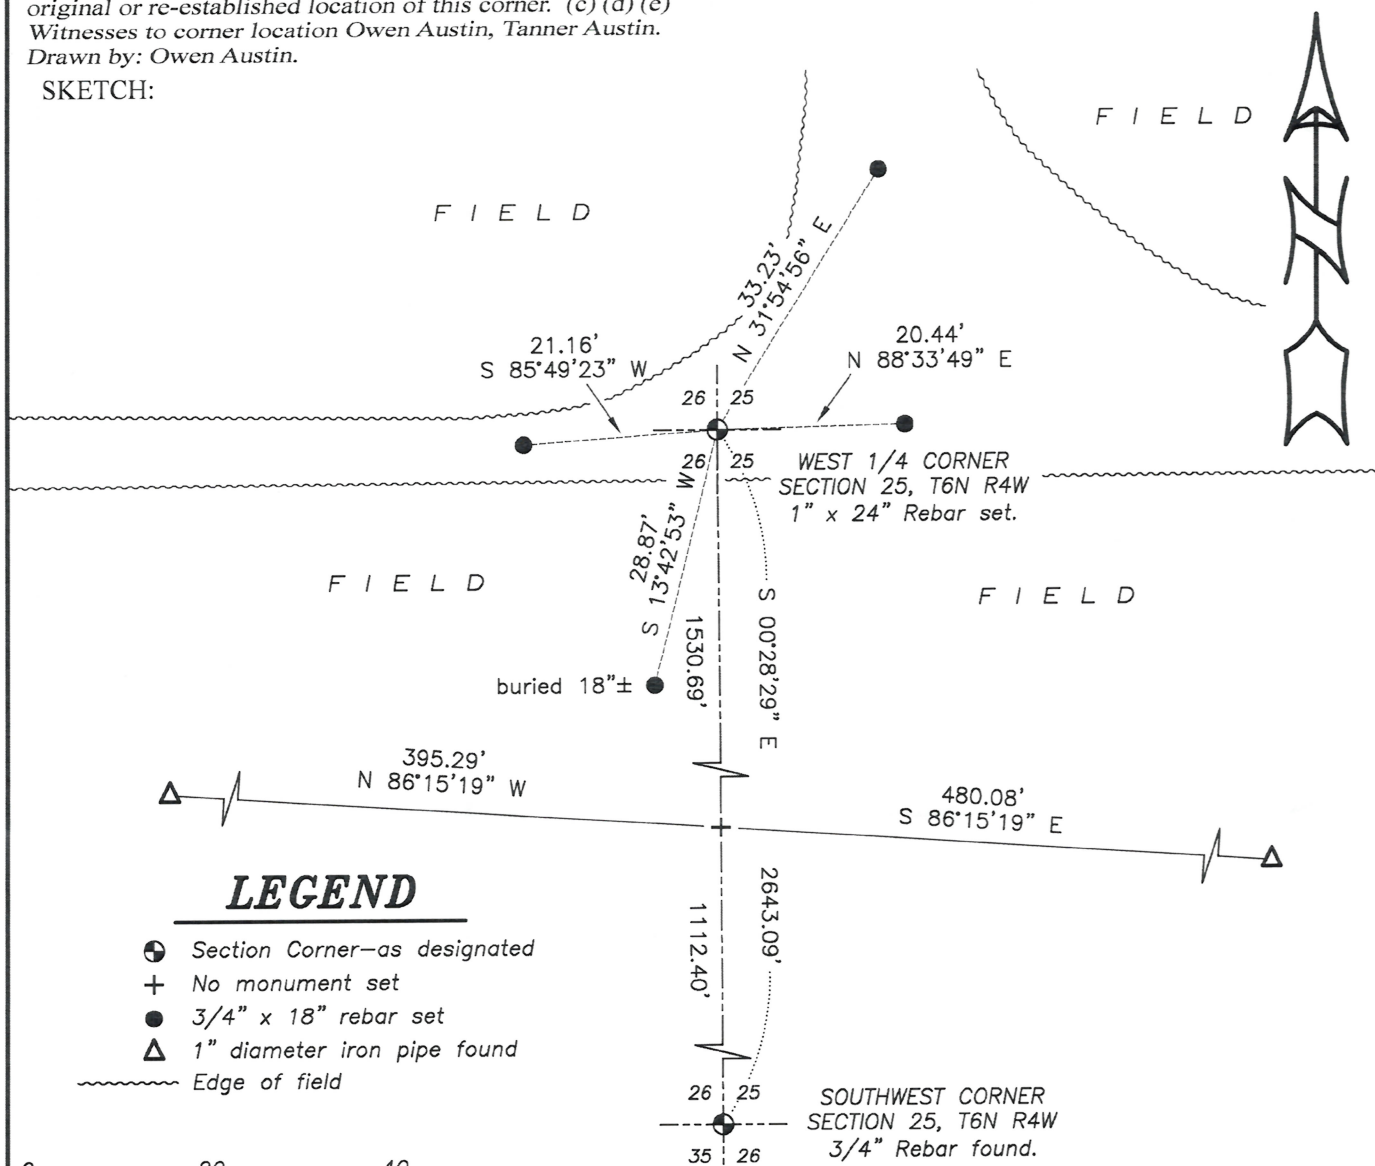 original or re-established location of this corner. (c) (d) (e)
Witnesses to corner location Owen Austin, Tanner Austin.
Drawn by: Owen Austin.
SKETCH:
FIELD
FIELD
33.23'
N 31°54'56" E
21.16'
S 85°49'23" W
20.44'
N 88°33'49" E
26 25
26 25
WEST 1/4 CORNER
SECTION 25, T6N R4W
1" x 24" Rebar set.
28.87'
S 13°42'53" W
FIELD
FIELD
S 00°28'29" E
1530.69'
buried 18"±
395.29'
N 86°15'19" W
480.08'
S 86°15'19" E
2643.09'
1112.40'
LEGEND
Section Corner—as designated
No monument set
3/4" x 18" rebar set
1" diameter iron pipe found
Edge of field
26 25
SOUTHWEST CORNER
SECTION 25, T6N R4W
3/4" Rebar found.
35 26